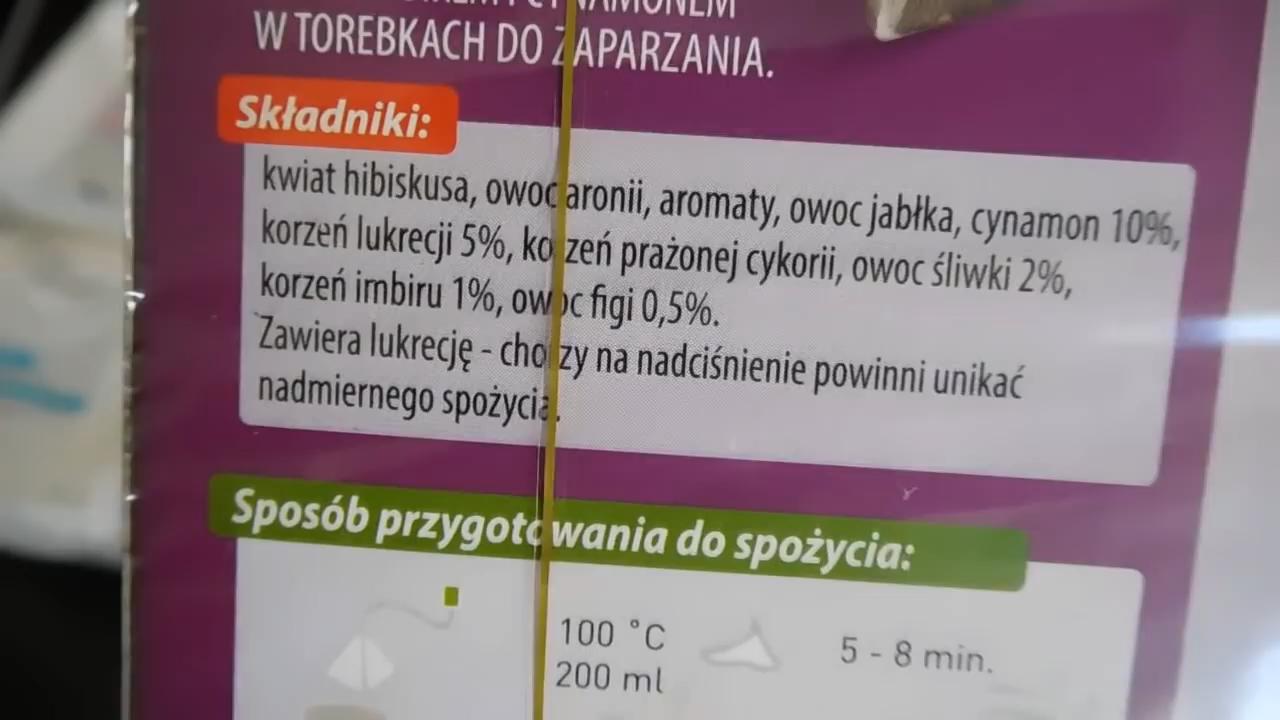 W TOREBKACH DO ZAPARZANIA.
Składniki:
kwiat hibiskusa, owoc aronii, aromaty, owoc jabłka, cynamon 10%,
korzeń lukrecji 5%, korzeń prażonej cykorii, owoc śliwki 2%,
korzeń imbiru 1%, owoc figi 0,5%.
Zawiera lukrecję - chorzy na nadciśnienie powinni unikać
nadmiernego spożycia.
Sposób przygotowania do spożycia:
100 °C
200 ml
5 - 8 min.